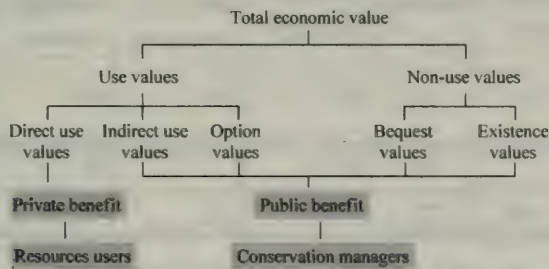 Total economic value
Use values Non-use values
Direct use Indirect use Option Bequest Existence
values values values values values
Private benefit Public benefit
Resources users Conservation managers